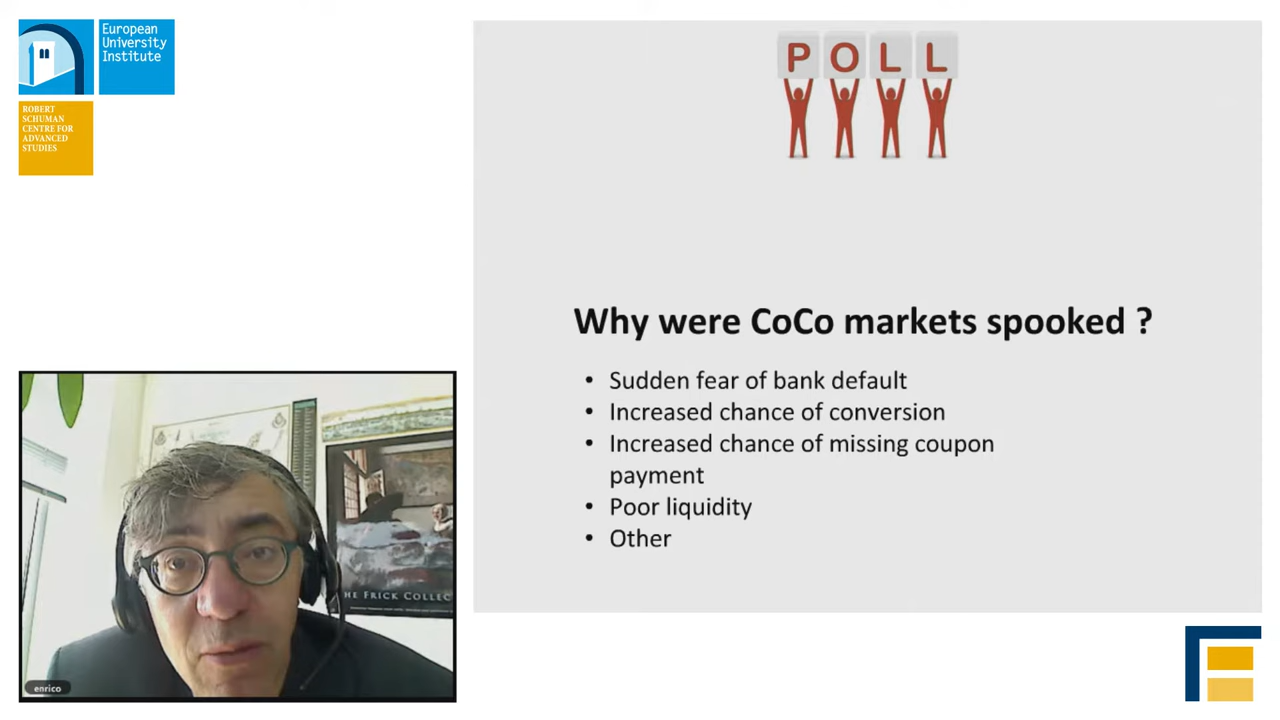 European
University
Institute
ROBERT
SCHUMAN
CENTRE FOR
ADVANCED
STUDIES
POLL
Why were CoCo markets spooked ?
• Sudden fear of bank default
• Increased chance of conversion
• Increased chance of missing coupon
payment
• Poor liquidity
• Other
HE FRICK COLLEC
enrico